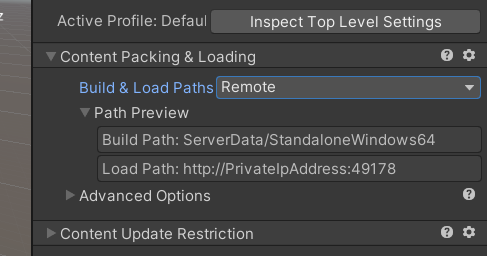 Active Profile: Defaul
Inspect Top Level Settings
Content Packing & Loading
Build & Load Paths Remote
Path Preview
Build Path: ServerData/StandaloneWindows64
Load Path: http://PrivateIpAddress:49178
Advanced Options
Content Update Restriction